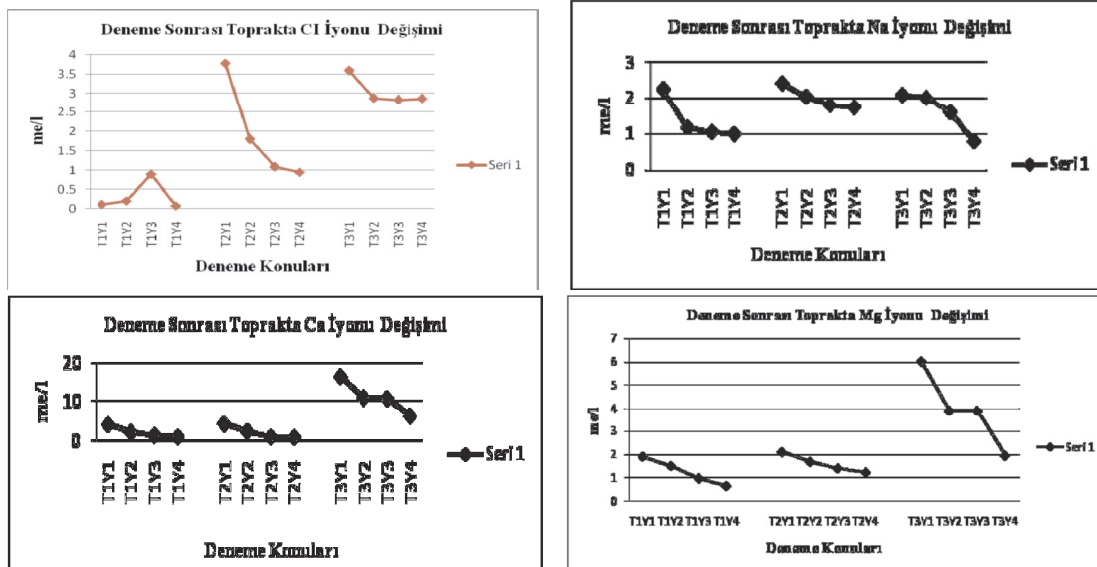 Deneme Sonrası Toprakta CI İyonu Değişimi
me/l
4
3.5
3
2.5
2
1.5
1
0.5
0
T1Y1 T1Y2 T1Y3 T1Y4 T2Y1 T2Y2 T2Y3 T2Y4 T3Y1 T3Y2 T3Y3 T3Y4
Seri 1
Deneme Konuları
Deneme Sonrası Toprakta Na İyonu Değişimi
me/l
3
2
1
0
T1Y1 T1Y2 T1Y3 T1Y4 T2Y1 T2Y2 T2Y3 T2Y4 T3Y1 T3Y2 T3Y3 T3Y4
Seri 1
Deneme Konuları
Deneme Sonrası Toprakta Ca İyonu Değişimi
me/l
20
10
0
T1Y1 T1Y2 T1Y3 T1Y4 T2Y1 T2Y2 T2Y3 T2Y4 T3Y1 T3Y2 T3Y3 T3Y4
Seri 1
Deneme Konuları
Deneme Sonrası Toprakta Mg İyonu Değişimi
me/l
7
6
5
4
3
2
1
0
T1Y1 T1Y2 T1Y3 T1Y4 T2Y1 T2Y2 T2Y3 T2Y4 T3Y1 T3Y2 T3Y3 T3Y4
Seri 1
Deneme Konuları